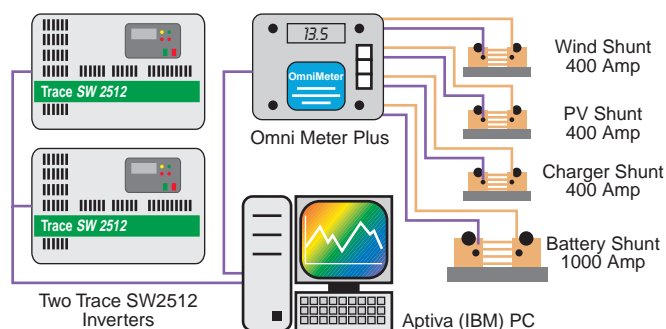 13.5
OmniMeter
Wind Shunt
400 Amp
Trace SW 2512
PV Shunt
400 Amp
Omni Meter Plus
Charger Shunt
400 Amp
Trace SW 2512
Battery Shunt
1000 Amp
Two Trace SW2512
Inverters
Aptiva (IBM) PC